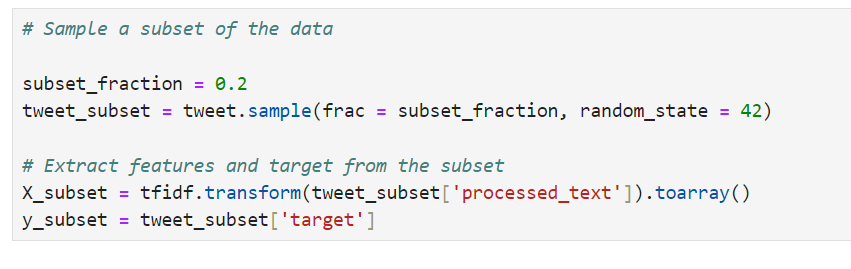 # Sample a subset of the data
subset_fraction = 0.2
tweet_subset = tweet.sample(frac = subset_fraction, random_state = 42)
# Extract features and target from the subset
X_subset = tfidf.transform(tweet_subset['processed_text']).toarray()
y_subset = tweet_subset['target']